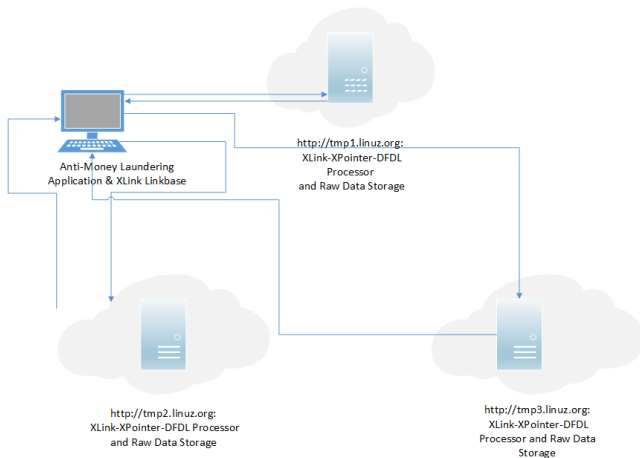 http://tmp1.linuz.org:
XLink-XPointer-DFDL
Processor
and Raw Data Storage
Anti-Money Laundering
Application & XLink Linkbase
http://tmp2.linuz.org:
XLink-XPointer-DFDL Processor
and Raw Data Storage
http://tmp3.linuz.org:
XLink-XPointer-DFDL
Processor and Raw Data
Storage